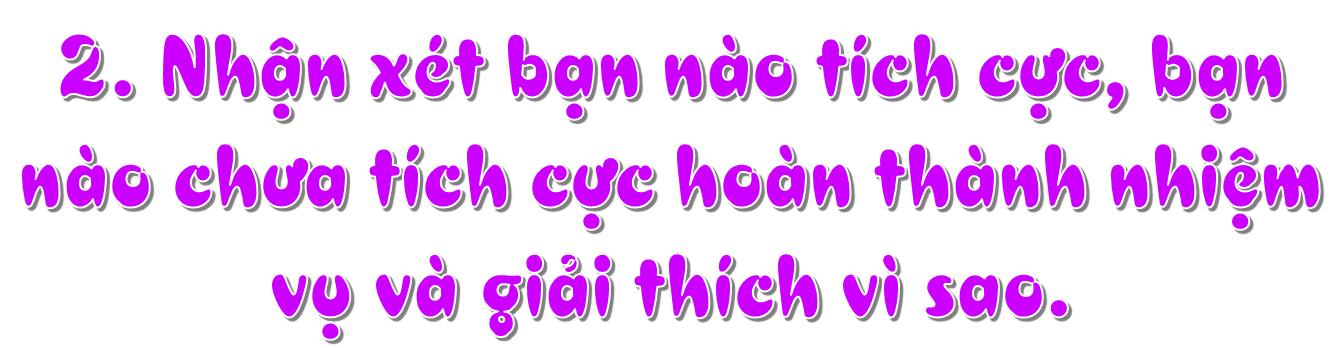 2. Nhận xét bạn nào tích cực, bạn
nào chưa tích cực hoàn thành nhiệm
vụ và giải thích vì sao.